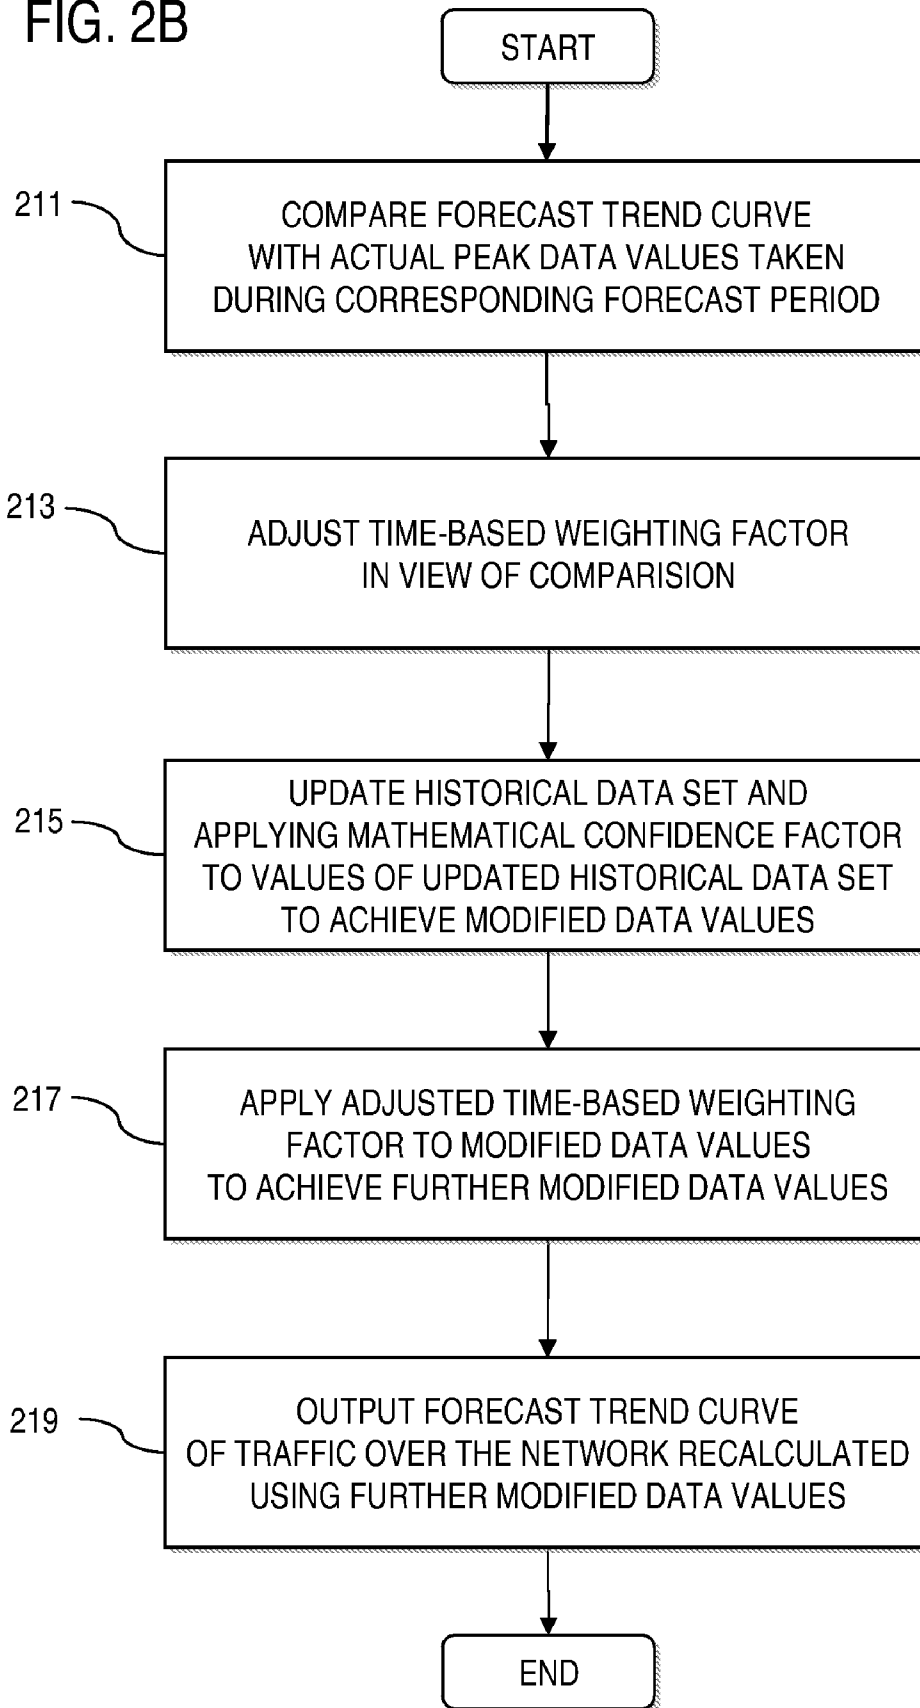 FIG. 2B
START
211
COMPARE FORECAST TREND CURVE
WITH ACTUAL PEAK DATA VALUES TAKEN
DURING CORRESPONDING FORECAST PERIOD
213
ADJUST TIME-BASED WEIGHTING FACTOR
IN VIEW OF COMPARISION
215
UPDATE HISTORICAL DATA SET AND
APPLYING MATHEMATICAL CONFIDENCE FACTOR
TO VALUES OF UPDATED HISTORICAL DATA SET
TO ACHIEVE MODIFIED DATA VALUES
217
APPLY ADJUSTED TIME-BASED WEIGHTING
FACTOR TO MODIFIED DATA VALUES
TO ACHIEVE FURTHER MODIFIED DATA VALUES
219
OUTPUT FORECAST TREND CURVE
OF TRAFFIC OVER THE NETWORK RECALCULATED
USING FURTHER MODIFIED DATA VALUES
END